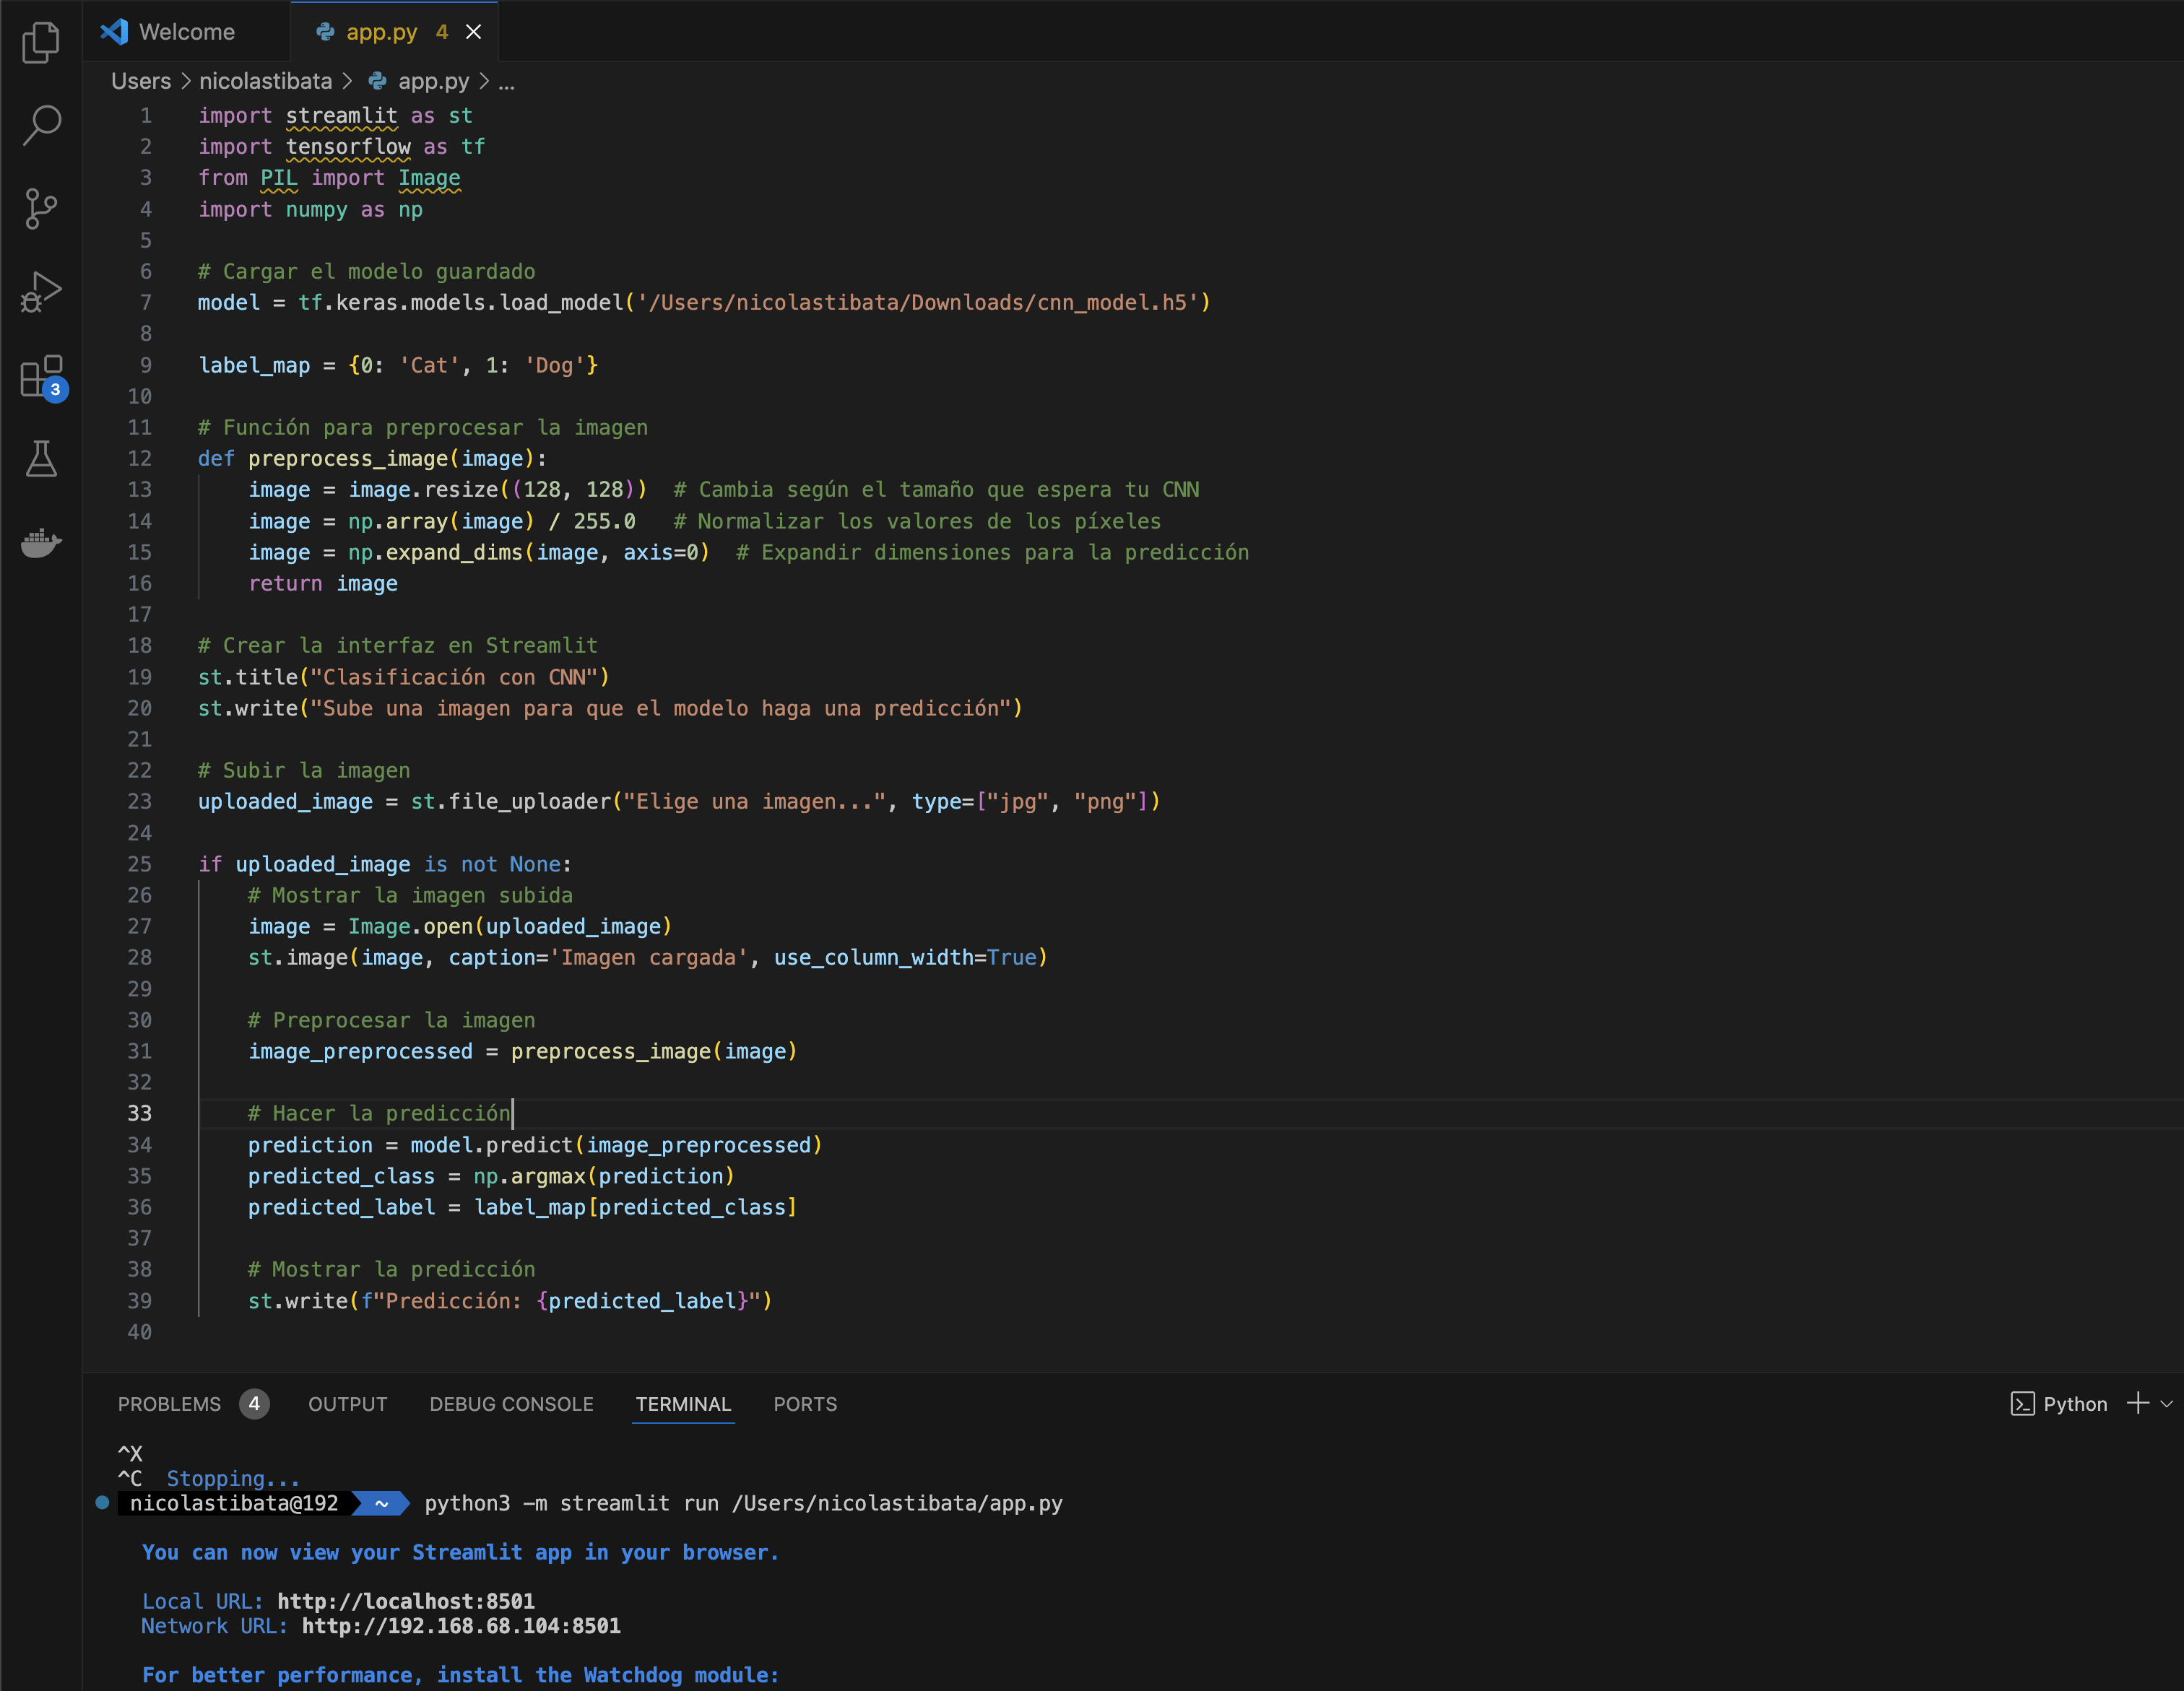 Welcome
app.py 4
Users > nicolastibata > app.py > ...
1 import streamlit as st
2 import tensorflow as tf
3 from PIL import Image
4 import numpy as np
5
6 # Cargar el modelo guardado
7 model = tf.keras.models.load_model('/Users/nicolastibata/Downloads/cnn_model.h5')
8
9 label_map = {0: 'Cat', 1: 'Dog'}
10
11 # Función para preprocesar la imagen
12 def preprocess_image(image):
13     image = image.resize((128, 128))  # Cambia según el tamaño que espera tu CNN
14     image = np.array(image) / 255.0   # Normalizar los valores de los píxeles
15     image = np.expand_dims(image, axis=0)  # Expandir dimensiones para la predicción
16     return image
17
18 # Crear la interfaz en Streamlit
19 st.title("Clasificación con CNN")
20 st.write("Sube una imagen para que el modelo haga una predicción")
21
22 # Subir la imagen
23 uploaded_image = st.file_uploader("Elige una imagen...", type=["jpg", "png"])
24
25 if uploaded_image is not None:
26     # Mostrar la imagen subida
27     image = Image.open(uploaded_image)
28     st.image(image, caption='Imagen cargada', use_column_width=True)
29
30     # Preprocesar la imagen
31     image_preprocessed = preprocess_image(image)
32
33     # Hacer la predicción
34     prediction = model.predict(image_preprocessed)
35     predicted_class = np.argmax(prediction)
36     predicted_label = label_map[predicted_class]
37
38     # Mostrar la predicción
39     st.write(f"Predicción: {predicted_label}")
40
3
PROBLEMS 4 OUTPUT DEBUG CONSOLE TERMINAL PORTS
Python
^X
^C  Stopping...
nicolastibata@192 ~ python3 -m streamlit run /Users/nicolastibata/app.py
You can now view your Streamlit app in your browser.
Local URL: http://localhost:8501
Network URL: http://192.168.68.104:8501
For better performance, install the Watchdog module: